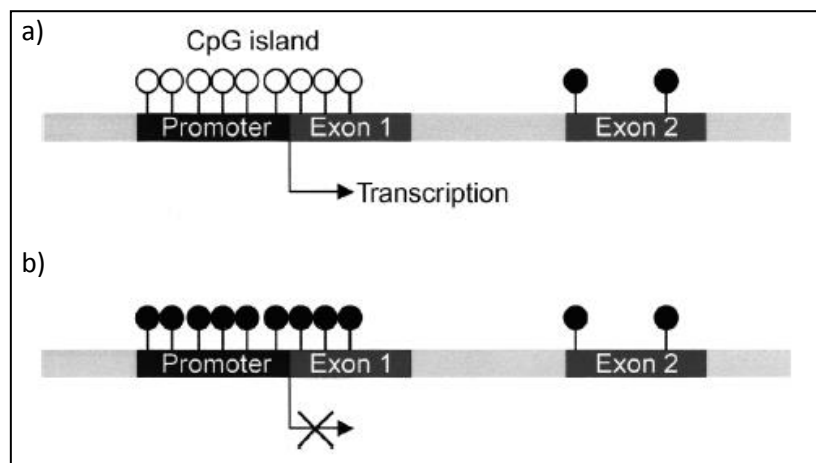 a)
CpG island
Promoter Exon 1 Exon 2
Transcription
b)
Promoter Exon 1 Exon 2